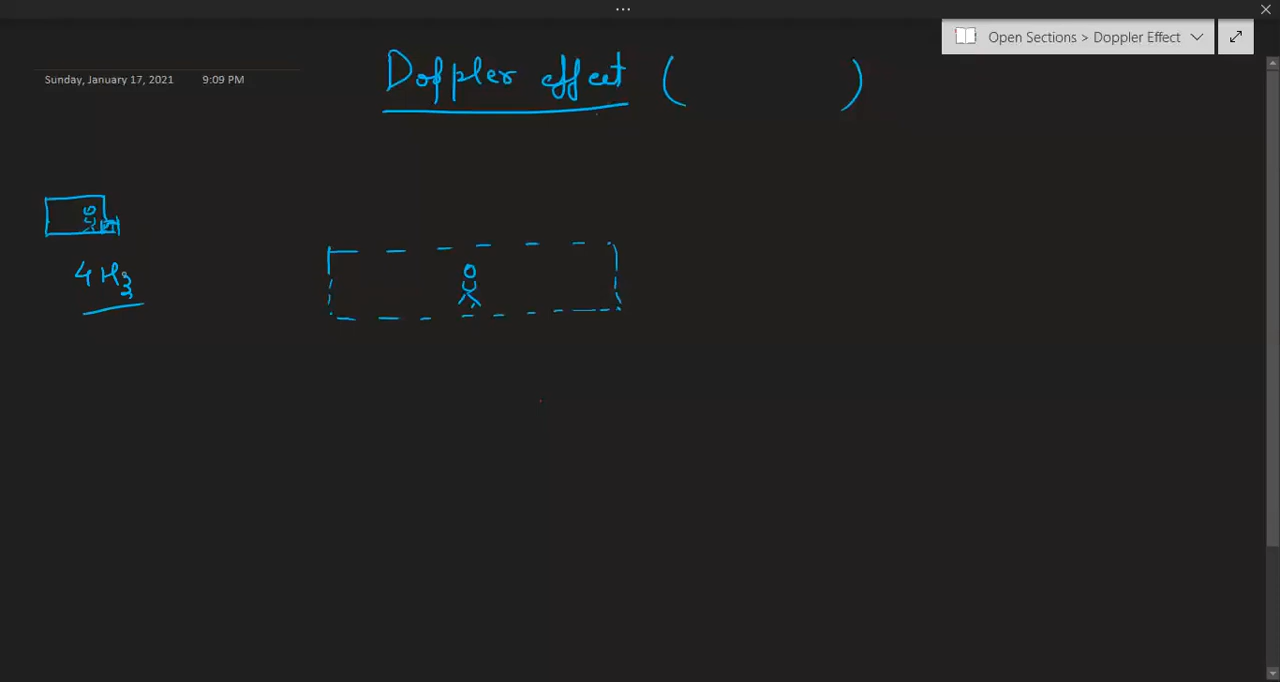 Open Sections > Doppler Effect
Sunday, January 17, 2021 9:09 PM
Doppler effect ( )
4 Hz